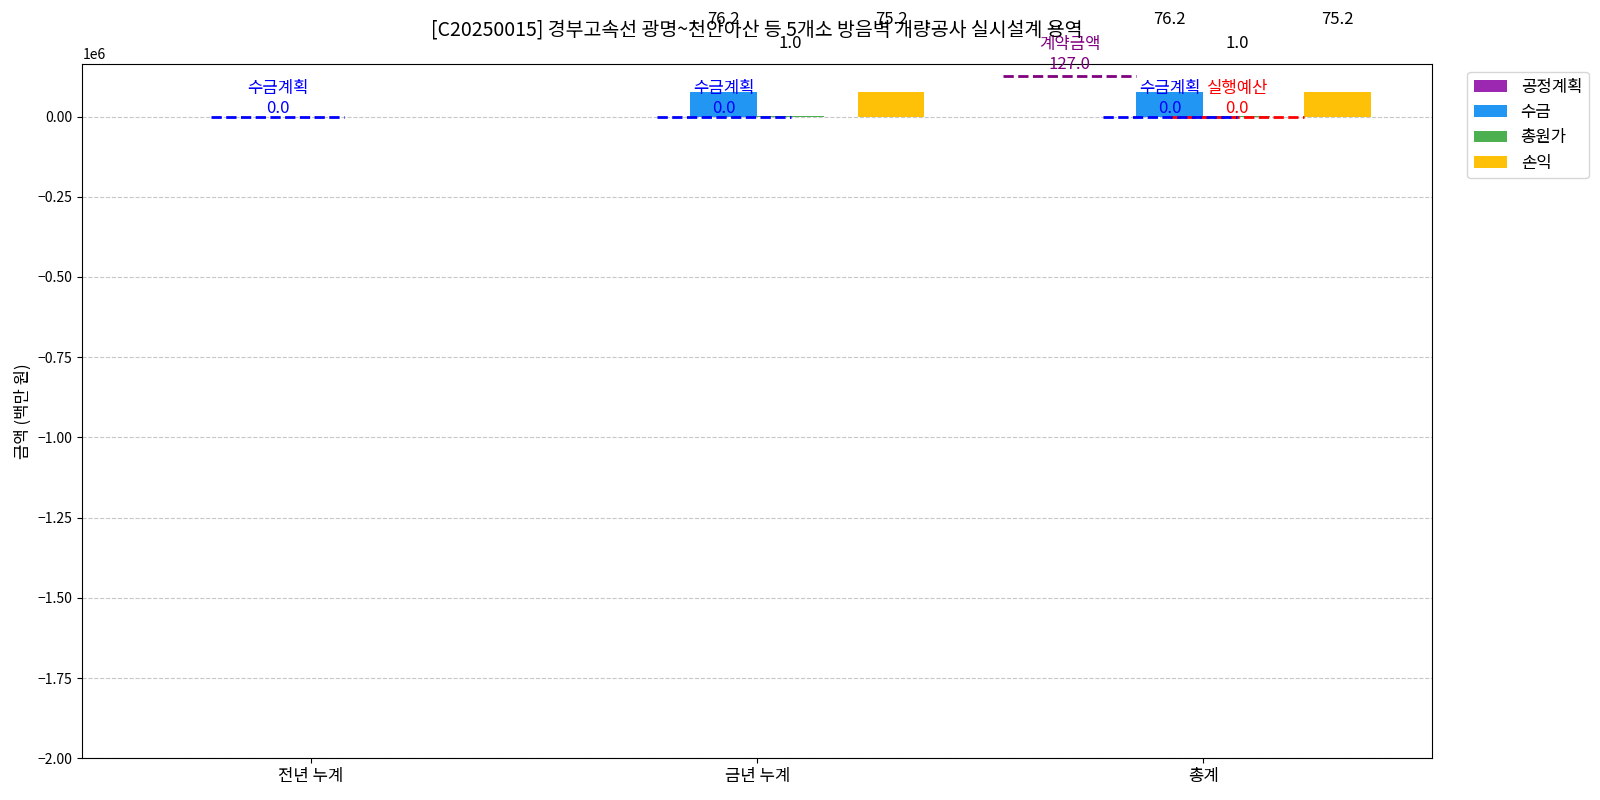 76.2
75.2
76.2
75.2
[C20250015] 경부고속선 광명~천안아산 등 5개소 방음벽 개량공사 실시설계 용역
1.0
계약금액
1.0
1e6
127.0
수금계획
수금계획
수금계획
실행예산
0.0
0.0
0.0
0.0
공정계획
수금
총원가
손익
0.00
−0.25
−0.50
−0.75
−1.00
−1.25
−1.50
−1.75
−2.00
금액 (백만 원)
전년 누계
금년 누계
총계